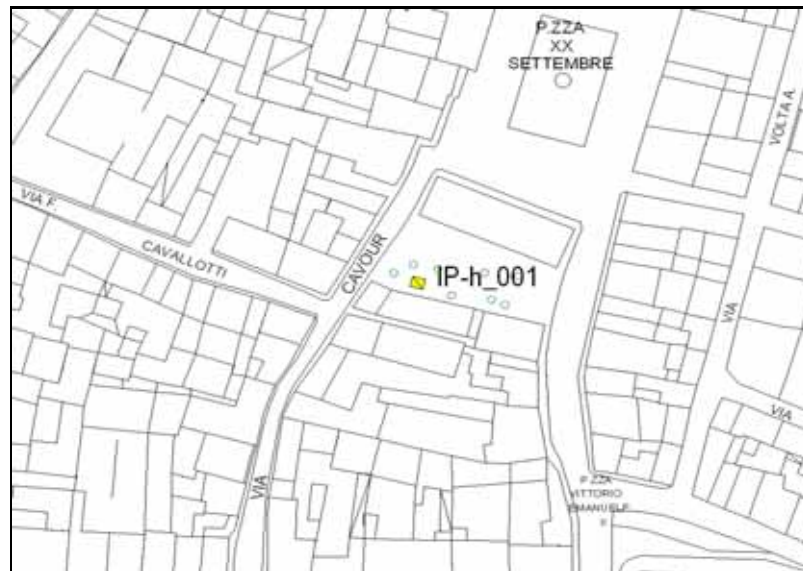 P.ZZA
XX
SETTEMBRE
VOLTA A.
VIA F.
CAVALLOTTI
CAVOUR
IP-h_001
VIA
VIA
VIA
P.ZZA
VITTORIO
EMANUELE
II